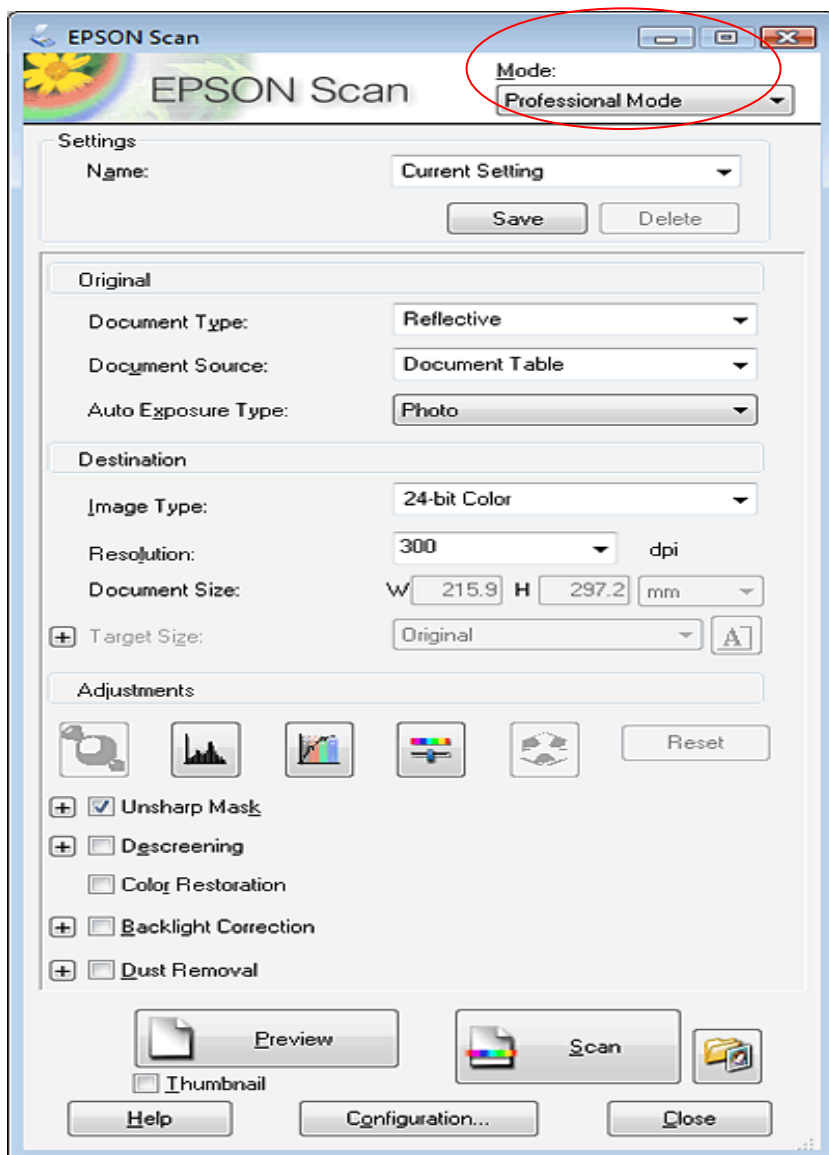 EPSON Scan
EPSON Scan
Mode:
Professional Mode
Settings
Name: Current Setting
Save Delete
Original
Document Type: Reflective
Document Source: Document Table
Auto Exposure Type: Photo
Destination
Image Type: 24-bit Color
Resolution: 300 dpi
Document Size: W 215.9 H 297.2 mm
Target Size: Original A
Adjustments
Reset
Unsharp Mask
Descreening
Color Restoration
Backlight Correction
Dust Removal
Preview Scan
Thumbnail
Help Configuration... Close